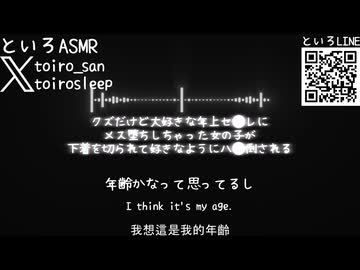 といろASMR
toiro_san
toirosleep
といろLINE
クズだけど大好きな年上セ●レに
メス堕ちしちゃった女の子が
下着を切られて好きなようにハ●倒される
年齢かなって思ってるし
I think it's my age.
我想這是我的年齡